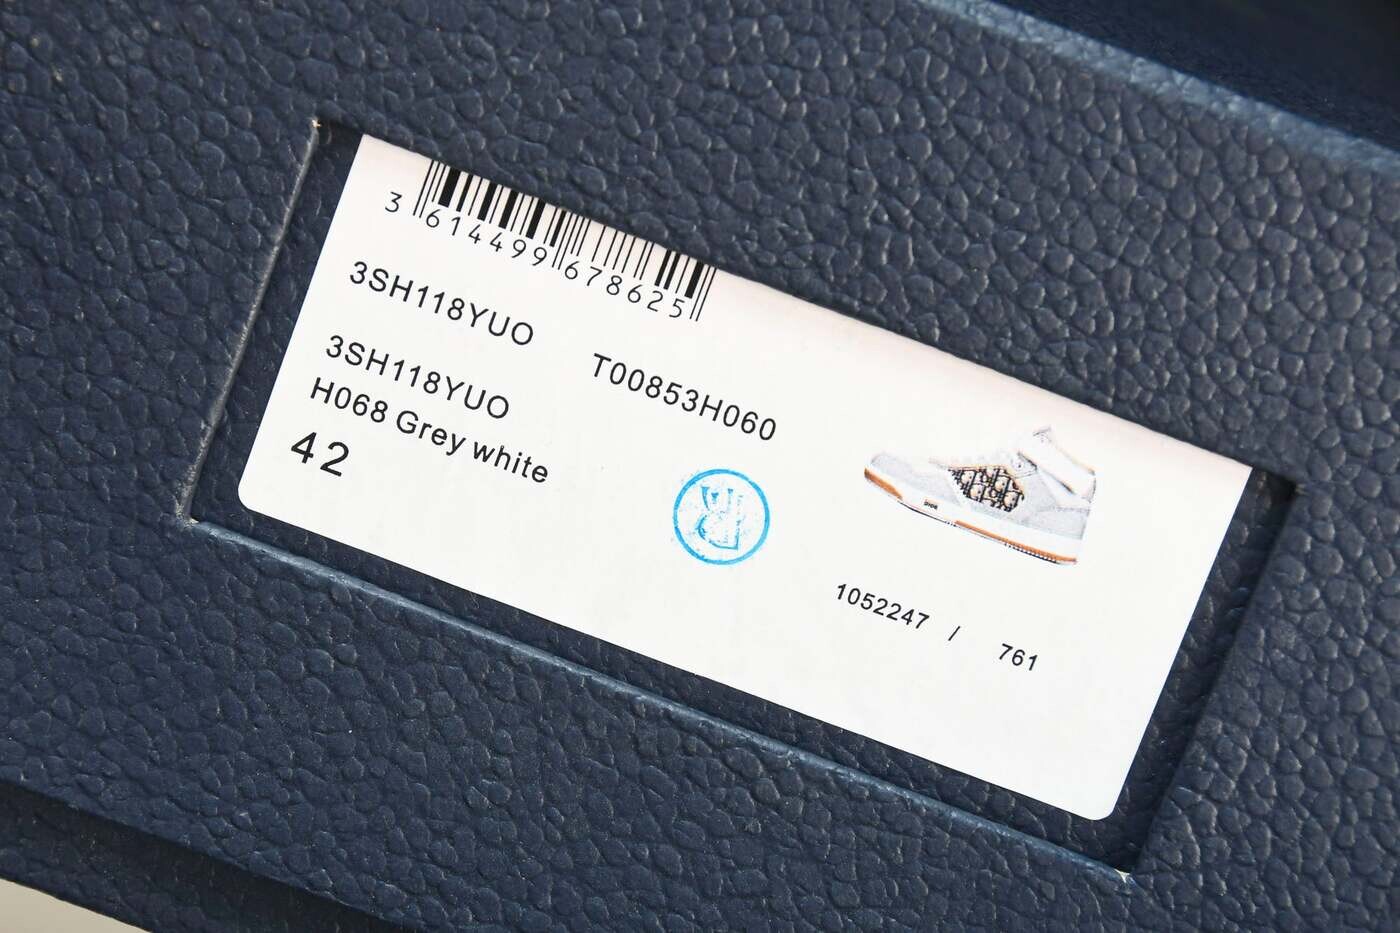 3 614499 678625
3SH118YUO
T00853H060
3SH118YUO
H068 Grey white
42
1052247 / 761